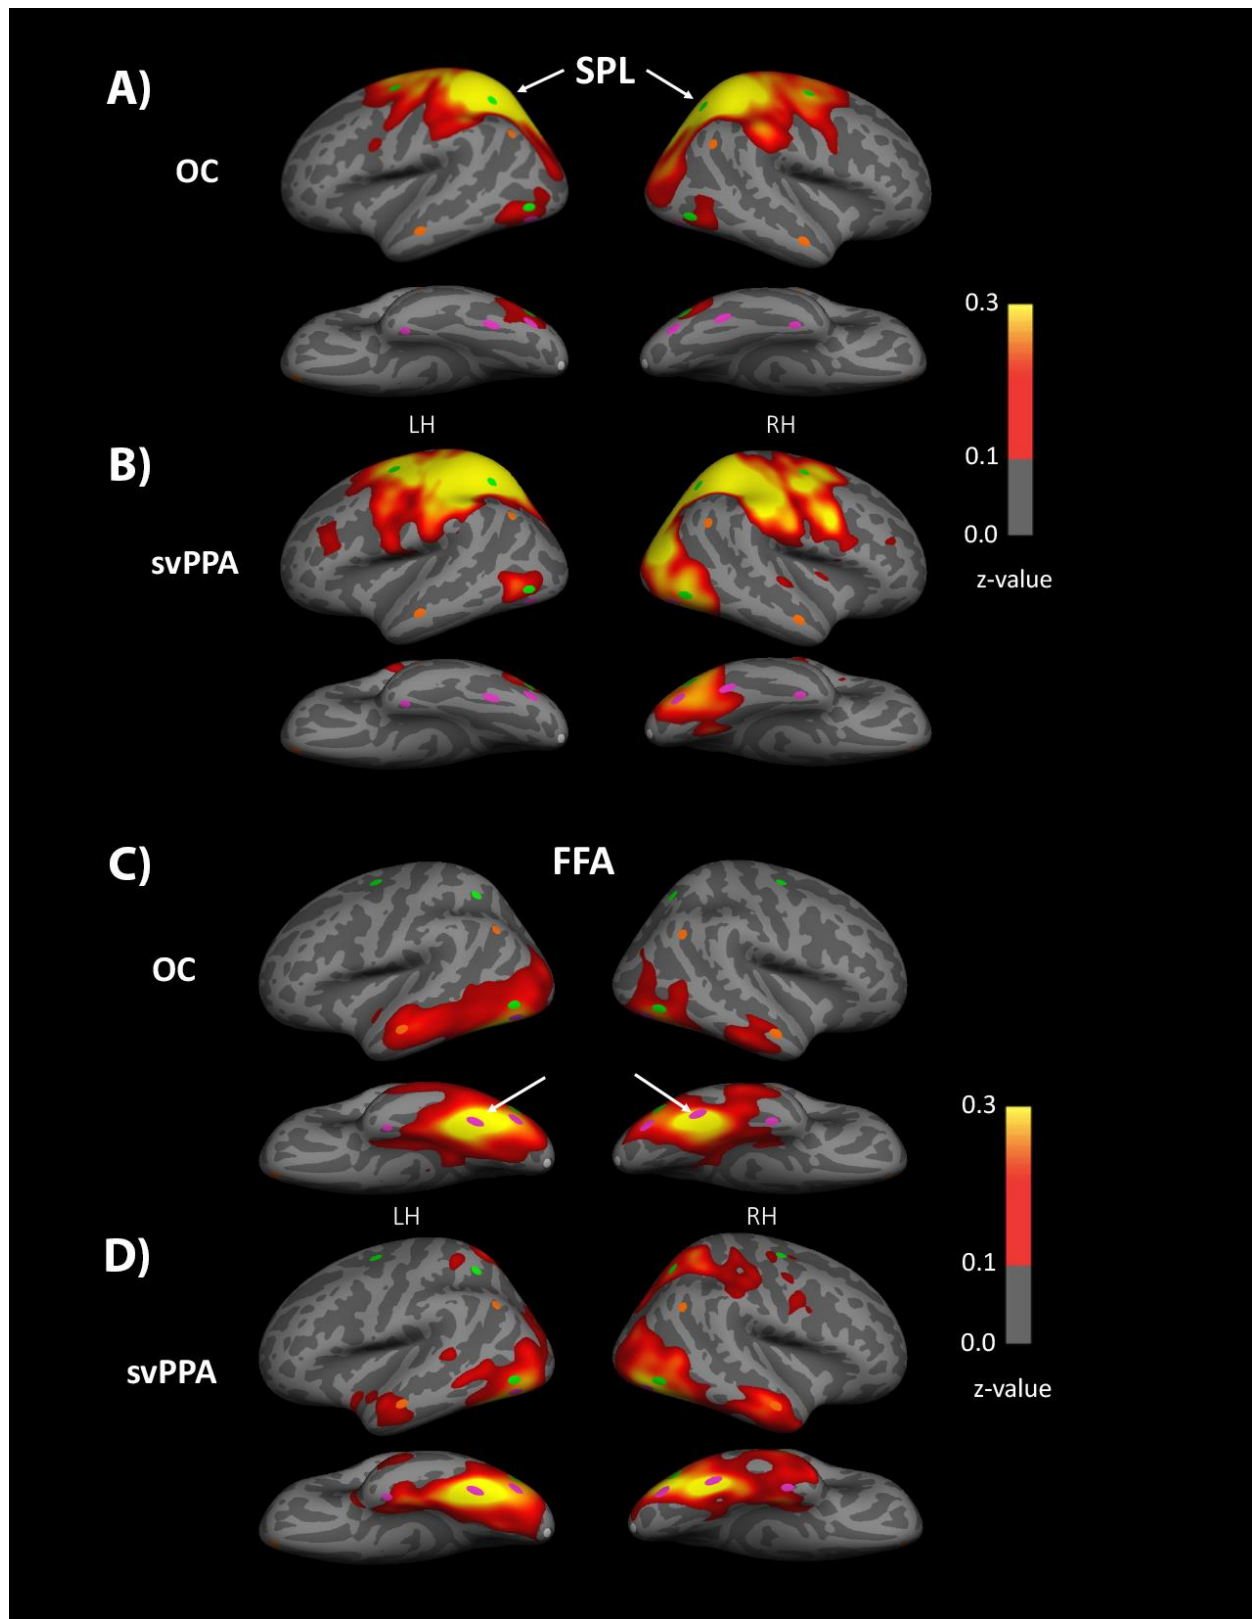 A)
SPL
OC
0.3
0.1
0.0
z-value
LH
RH
B)
svPPA
C)
FFA
OC
0.3
0.1
0.0
z-value
LH
RH
D)
svPPA